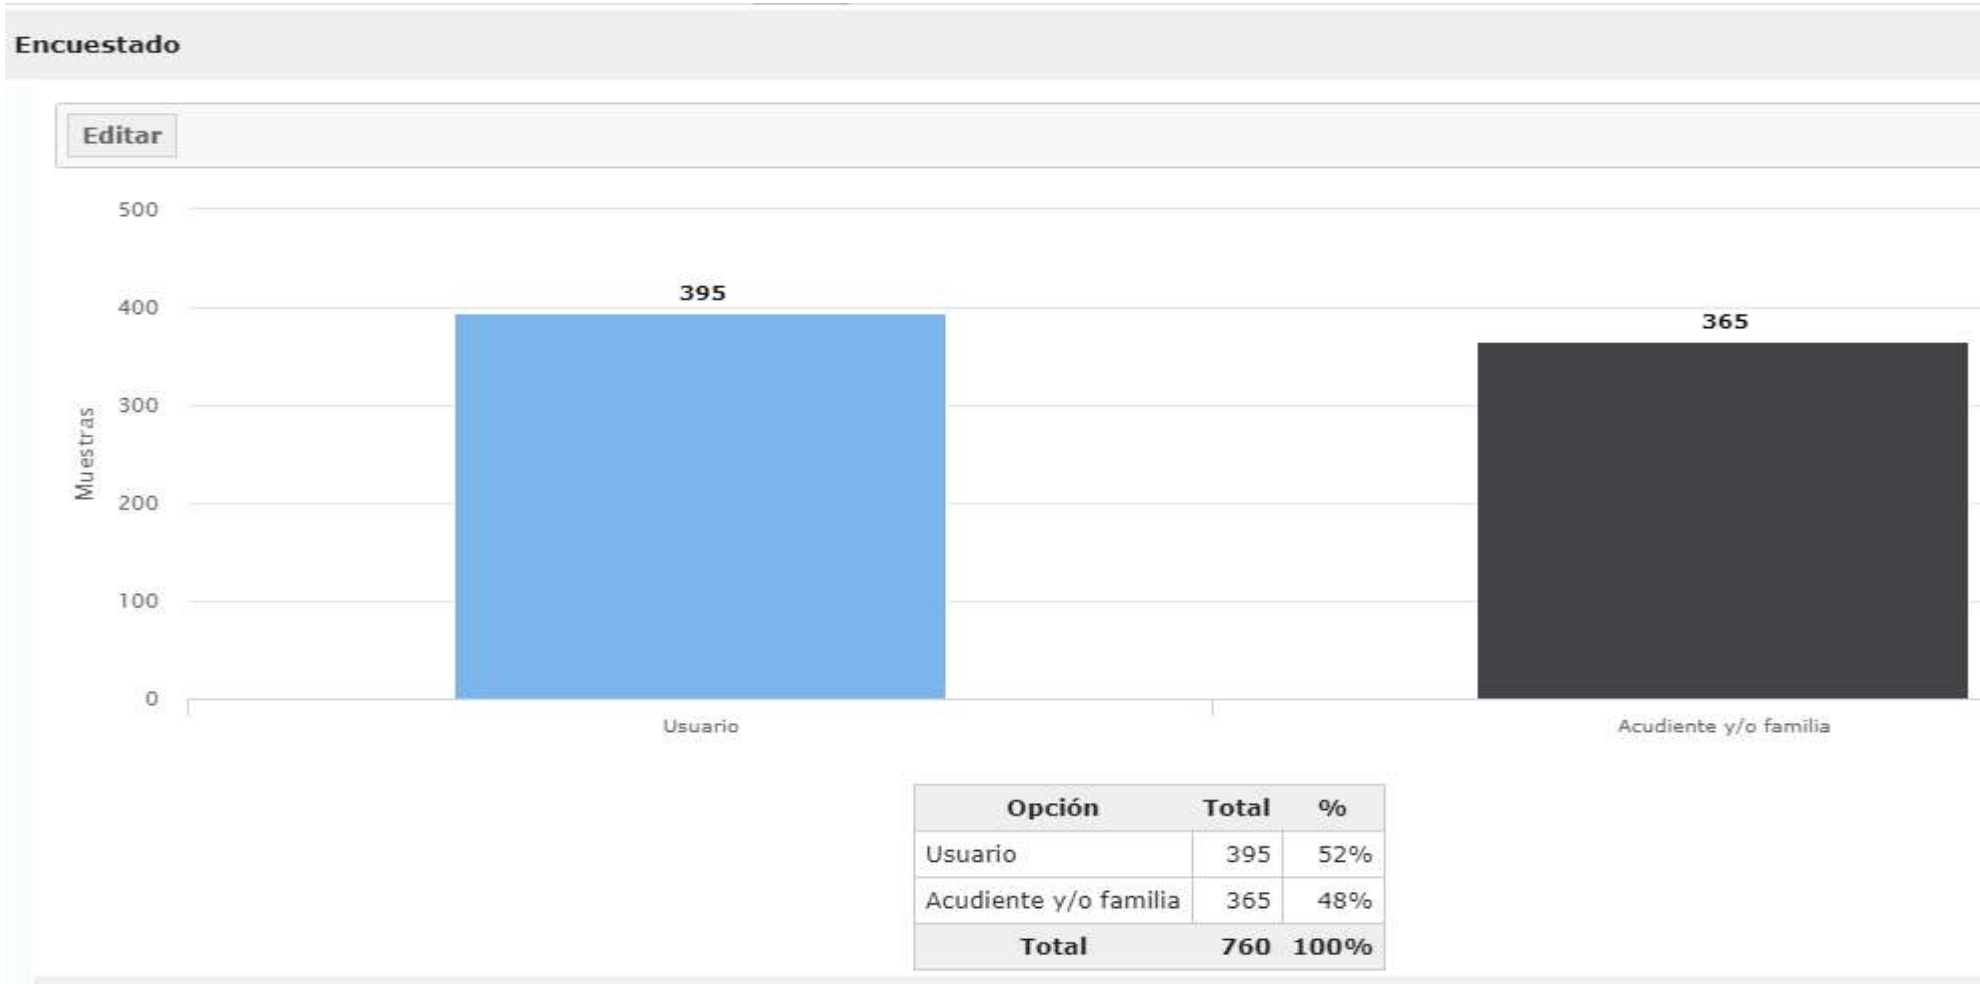 Encuestado
Editar
500
395
400
365
300
Muestras
200
100
0
Usuario Acudiente y/o familia
Opción Total %
Usuario 395 52%
Acudiente y/o familia 365 48%
Total 760 100%